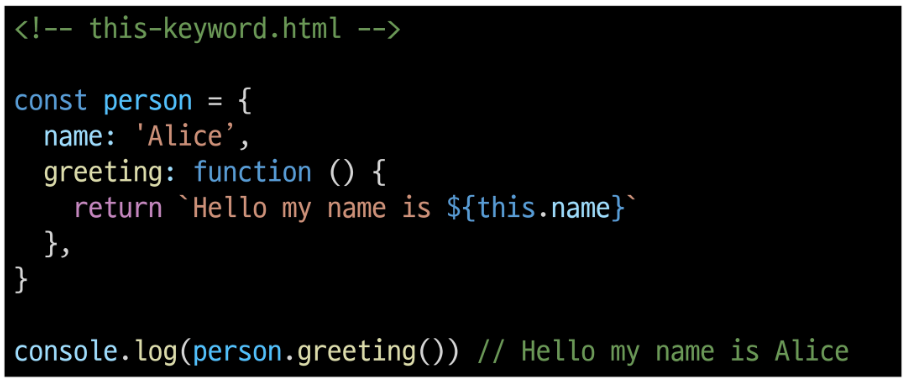 <!-- this-keyword.html -->
const person = {
name: 'Alice’,
greeting: function () {
return `Hello my name is ${this.name}`
},
}
console.log(person.greeting()) // Hello my name is Alice